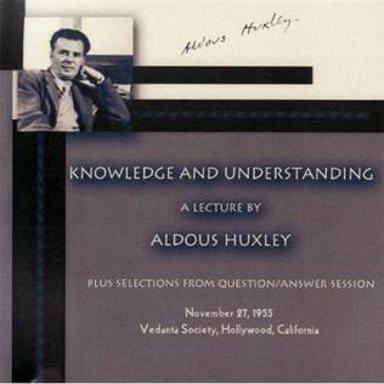 Aldous Huxley.
KNOWLEDGE AND UNDERSTANDING
A LECTURE BY
ALDOUS HUXLEY
PLUS SELECTIONS FROM QUESTION/ANSWER SESSION
November 27, 1955
Vedanta Society, Hollywood, California